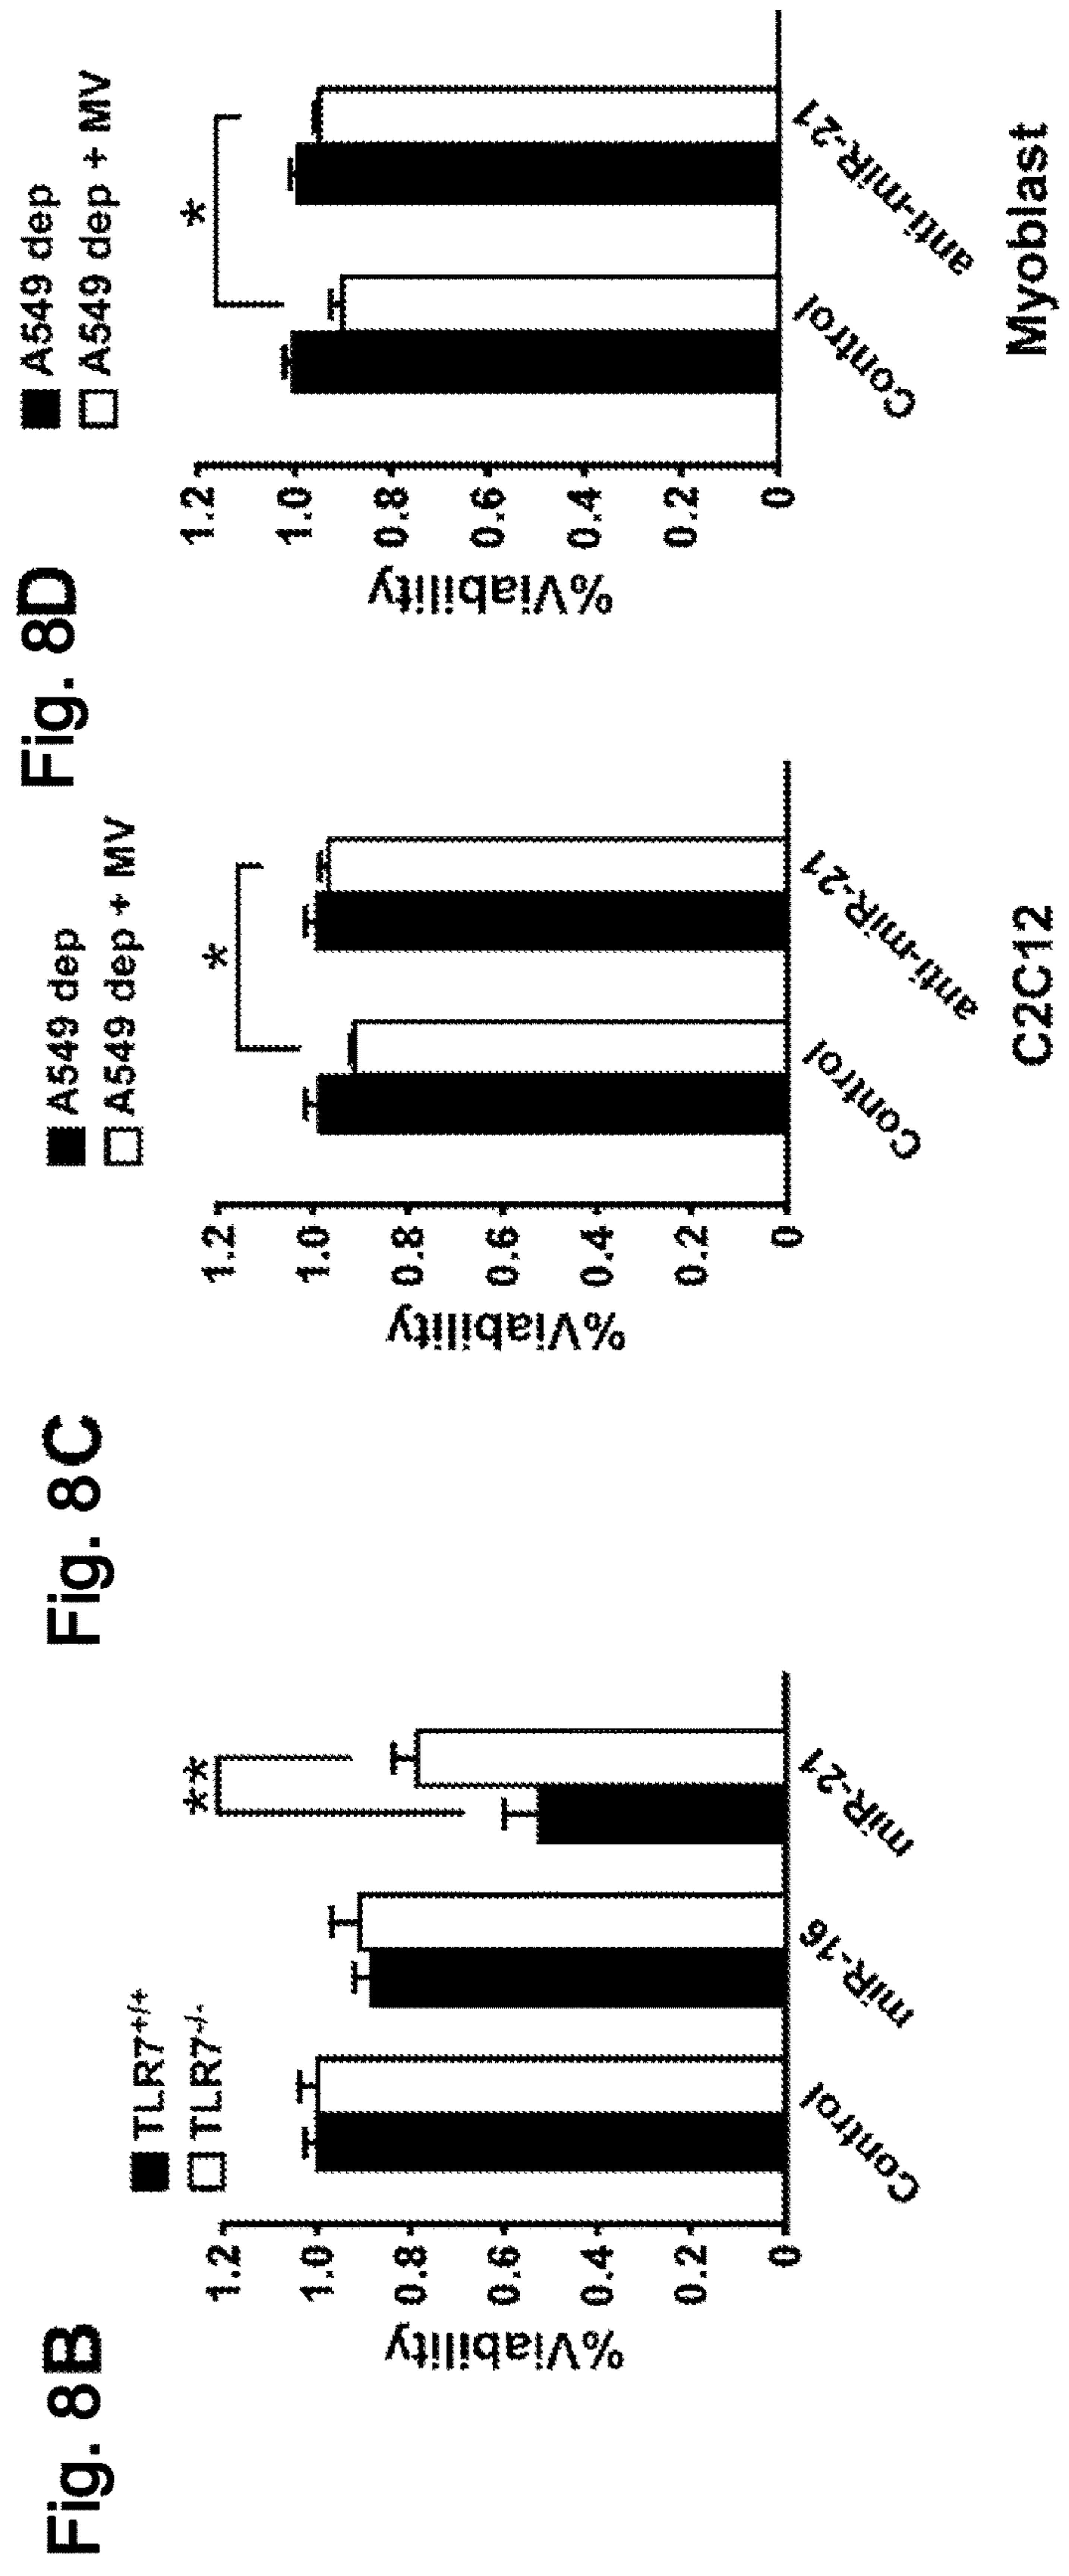 Fig. 8B
TLR7+/+
TLR7-/-
%Viability
1.2
1.0
0.8
0.6
0.4
0.2
0
**
Control
miR-16
miR-21
Fig. 8C
A549 dep
A549 dep + MV
%Viability
1.2
1.0
0.8
0.6
0.4
0.2
0
*
Control
anti-miR-21
C2C12
Fig. 8D
A549 dep
A549 dep + MV
%Viability
1.2
1.0
0.8
0.6
0.4
0.2
0
*
Control
anti-miR-21
Myoblast